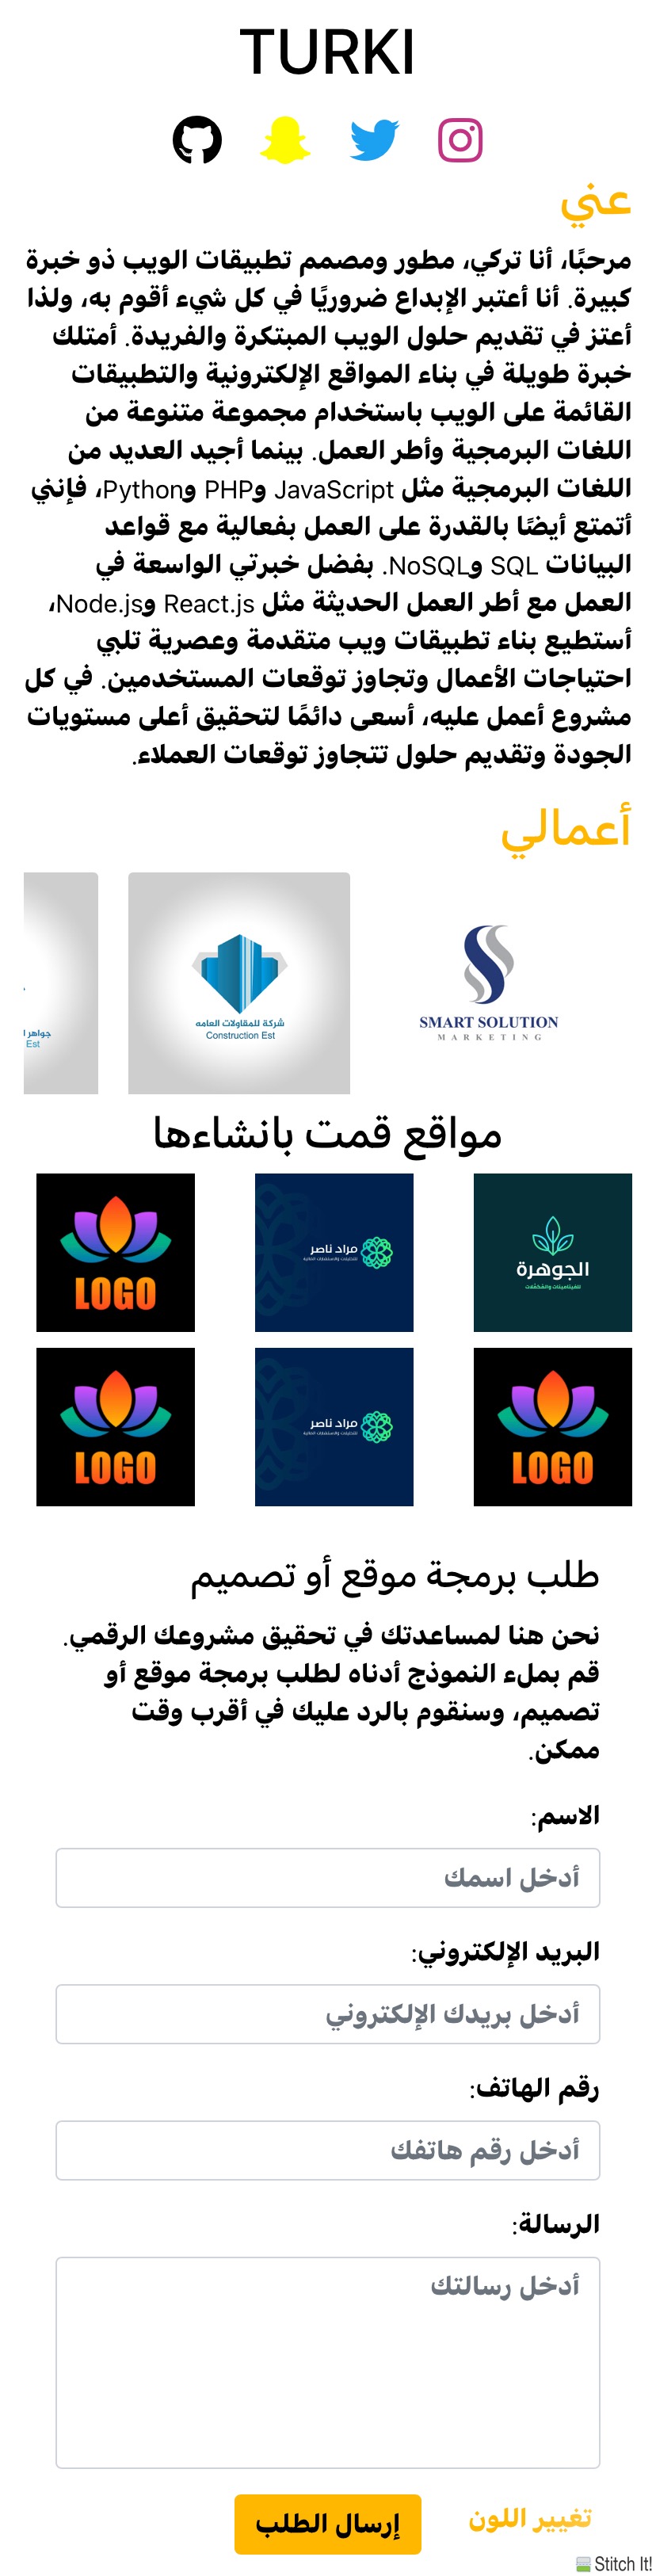 TURKI
عني
مرحبًا، أنا تركي، مطور ومصمم تطبيقات الويب ذو خبرة
كبيرة. أنا أعتبر الإبداع ضروريًا في كل شيء أقوم به، ولذا
أعتز في تقديم حلول الويب المبتكرة والفريدة. أمتلك
خبرة طويلة في بناء المواقع الإلكترونية والتطبيقات
القائمة على الويب باستخدام مجموعة متنوعة من
اللغات البرمجية وأطر العمل. بينما أجيد العديد من
اللغات البرمجية مثل JavaScript وPHP وPython، فإنني
أتمتع أيضًا بالقدرة على العمل بفعالية مع قواعد
البيانات SQL وNoSQL. بفضل خبرتي الواسعة في
العمل مع أطر العمل الحديثة مثل React.js وNode.js،
أستطيع بناء تطبيقات ويب متقدمة وعصرية تلبي
احتياجات الأعمال وتجاوز توقعات المستخدمين. في كل
مشروع أعمل عليه، أسعى دائمًا لتحقيق أعلى مستويات
الجودة وتقديم حلول تتجاوز توقعات العملاء.
أعمالي
SMART SOLUTION
MARKETING
شركة للمقاولات العامه
Construction Est
جواهر ا
Est
مواقع قمت بانشاءها
الجوهرة
للفيتامينات والمكملات
مراد ناصر
LOGO
LOGO
مراد ناصر
LOGO
طلب برمجة موقع أو تصميم
نحن هنا لمساعدتك في تحقيق مشروعك الرقمي.
قم بملء النموذج أدناه لطلب برمجة موقع أو
تصميم، وسنقوم بالرد عليك في أقرب وقت
ممكن.
الاسم:
أدخل اسمك
البريد الإلكتروني:
أدخل بريدك الإلكتروني
رقم الهاتف:
أدخل رقم هاتفك
الرسالة:
أدخل رسالتك
تغيير اللون
إرسال الطلب
Stitch It!